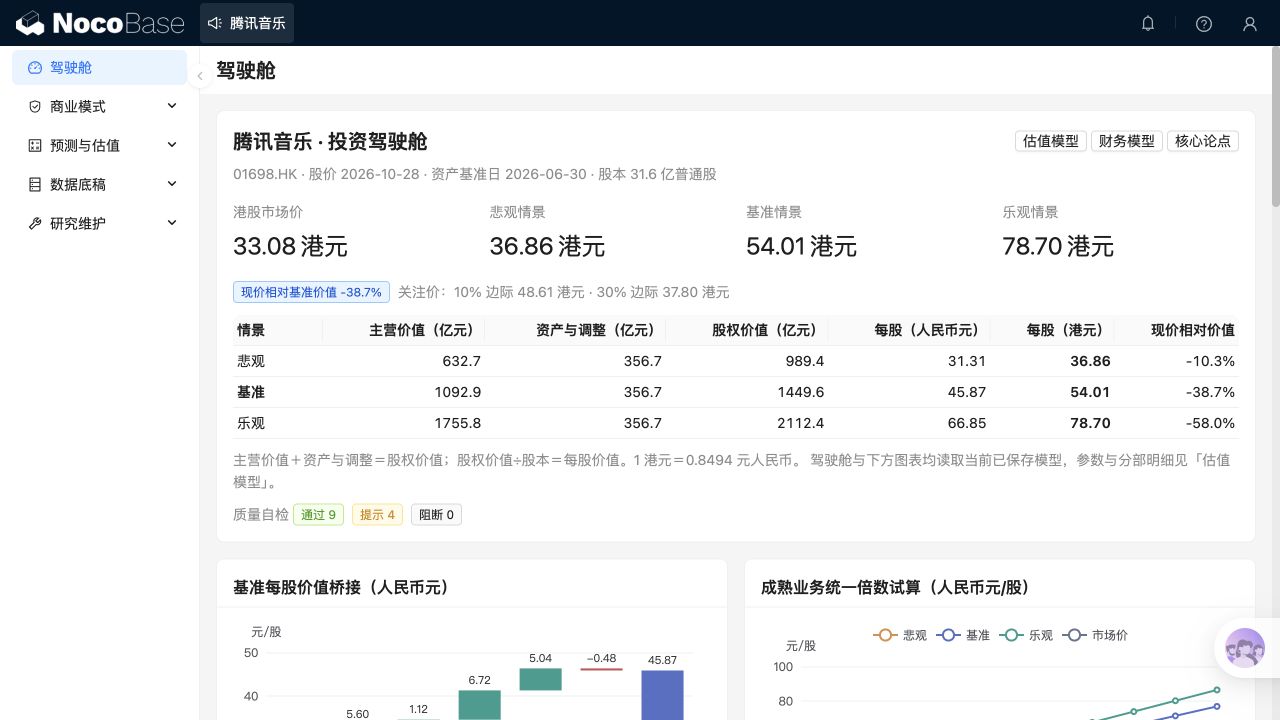 NocoBase
腾讯音乐
驾驶舱
商业模式
预测与估值
数据底稿
研究维护
驾驶舱
腾讯音乐 · 投资驾驶舱
估值模型 财务模型 核心论点
01698.HK · 股价 2026-10-28 · 资产基准日 2026-06-30 · 股本 31.6 亿普通股
港股市场价 悲观情景 基准情景 乐观情景
33.08 港元 36.86 港元 54.01 港元 78.70 港元
现价相对基准价值 -38.7% 关注价：10% 边际 48.61 港元 · 30% 边际 37.80 港元
情景 主营价值（亿元） 资产与调整（亿元） 股权价值（亿元） 每股（人民币元） 每股（港元） 现价相对价值
悲观 632.7 356.7 989.4 31.31 36.86 -10.3%
基准 1092.9 356.7 1449.6 45.87 54.01 -38.7%
乐观 1755.8 356.7 2112.4 66.85 78.70 -58.0%
主营价值＋资产与调整＝股权价值；股权价值÷股本＝每股价值。1 港元＝0.8494 元人民币。 驾驶舱与下方图表均读取当前已保存模型，参数与分部明细见「估值
模型」。
质量自检 通过 9 提示 4 阻断 0
基准每股价值桥接（人民币元）
元/股
50
40
5.60
1.12
6.72
5.04
−0.48
45.87
成熟业务统一倍数试算（人民币元/股）
悲观 基准 乐观 市场价
元/股
100
80